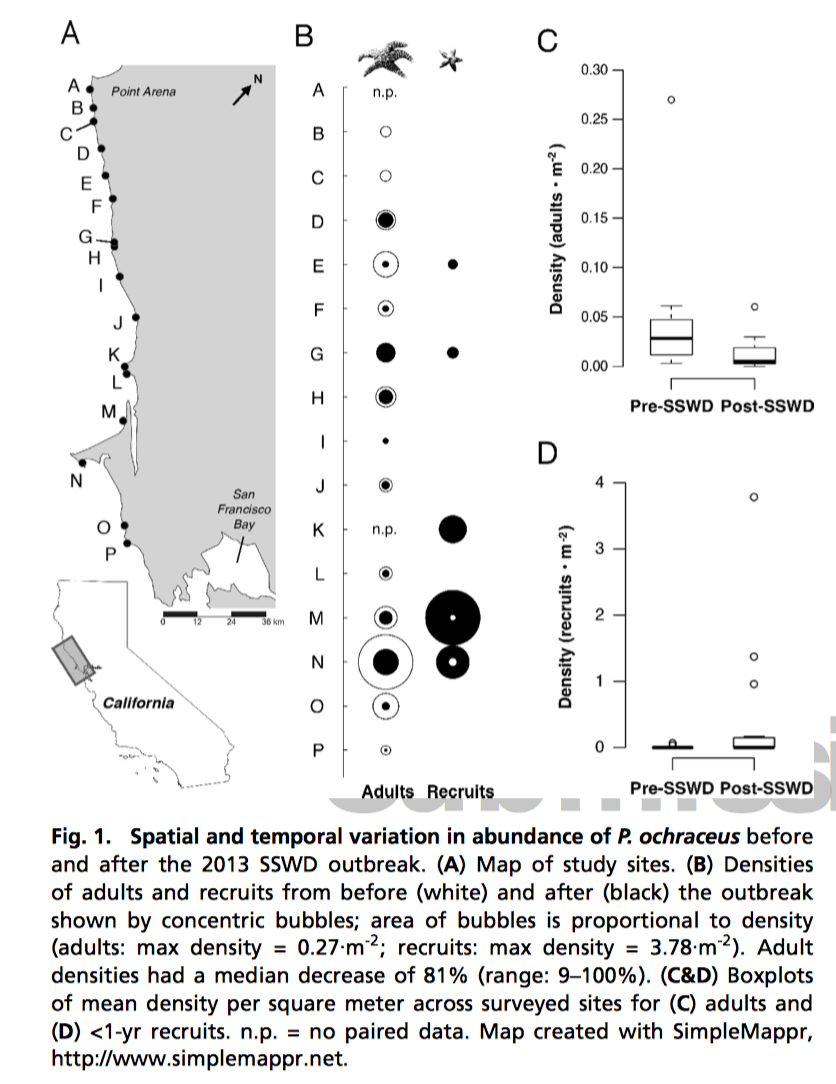 A
A
B
C
D
E
F
G
H
I
J
K
L
M
N
O
P
Point Arena
N
San
Francisco
Bay
0 12 24 36 km
California
B
A n.p.
B
C
D
E
F
G
H
I
J
K n.p.
L
M
N
O
P
Adults Recruits
C
Density (adults • m-2)
0.30
0.25
0.20
0.15
0.10
0.05
0.00
Pre-SSWD Post-SSWD
D
Density (recruits • m-2)
4
3
2
1
0
Pre-SSWD Post-SSWD
Fig. 1. Spatial and temporal variation in abundance of P. ochraceus before
and after the 2013 SSWD outbreak. (A) Map of study sites. (B) Densities
of adults and recruits from before (white) and after (black) the outbreak
shown by concentric bubbles; area of bubbles is proportional to density
(adults: max density = 0.27·m-2; recruits: max density = 3.78·m-2). Adult
densities had a median decrease of 81% (range: 9–100%). (C&D) Boxplots
of mean density per square meter across surveyed sites for (C) adults and
(D) <1-yr recruits. n.p. = no paired data. Map created with SimpleMappr,
http://www.simplemappr.net.